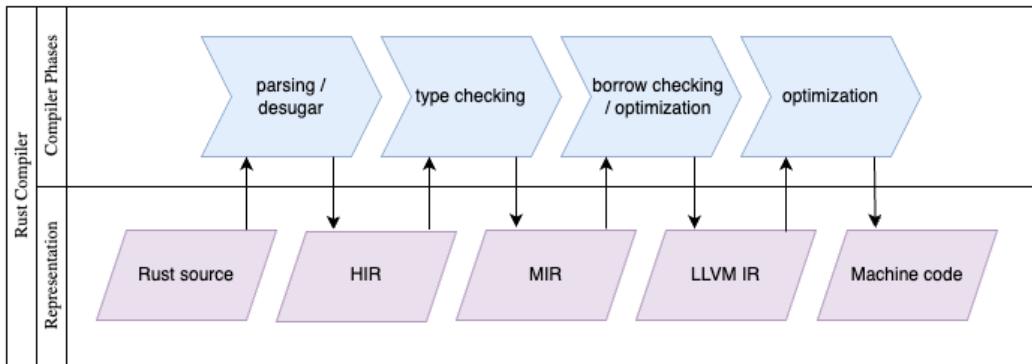 Rust Compiler
Compiler Phases
parsing /
desugar
type checking
borrow checking
/ optimization
optimization
Representation
Rust source
HIR
MIR
LLVM IR
Machine code